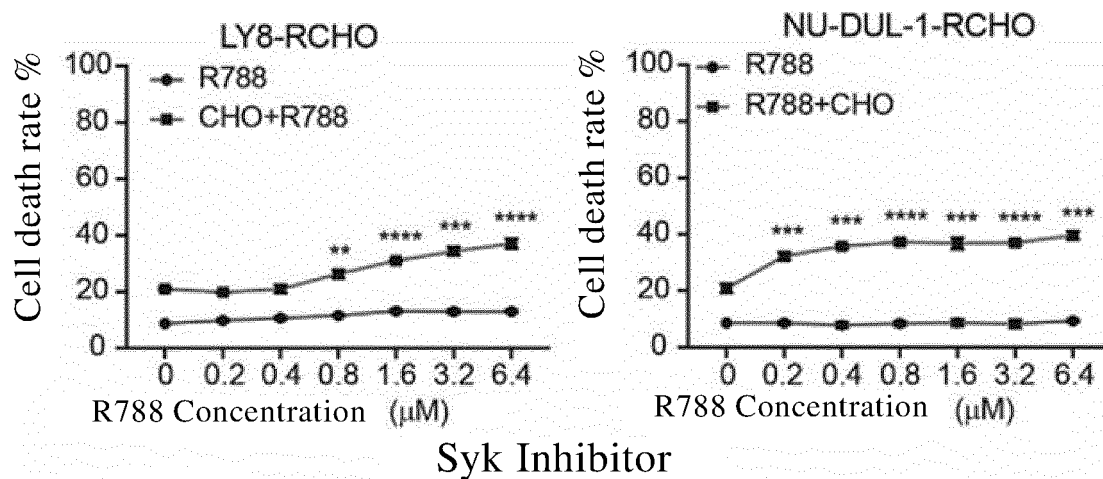 LY8-RCHO
Cell death rate %
100
80
60
40
20
0
R788
CHO+R788
** **** *** ****
0 0.2 0.4 0.8 1.6 3.2 6.4
R788 Concentration (μM)
NU-DUL-1-RCHO
Cell death rate %
100
80
60
40
20
0
R788
R788+CHO
*** *** **** *** **** ***
0 0.2 0.4 0.8 1.6 3.2 6.4
R788 Concentration (μM)
Syk Inhibitor